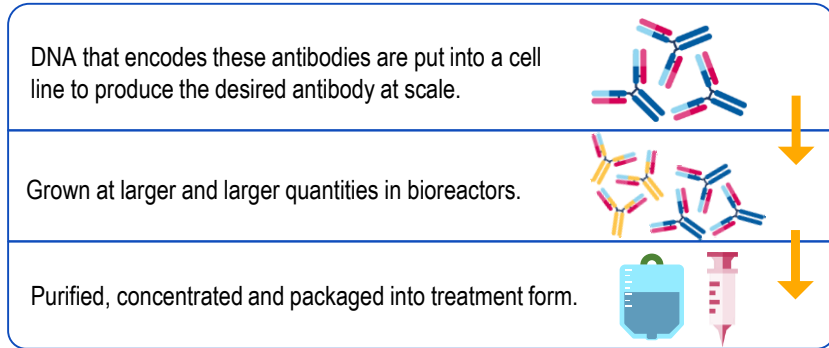 DNA that encodes these antibodies are put into a cell
line to produce the desired antibody at scale.
Grown at larger and larger quantities in bioreactors.
Purified, concentrated and packaged into treatment form.